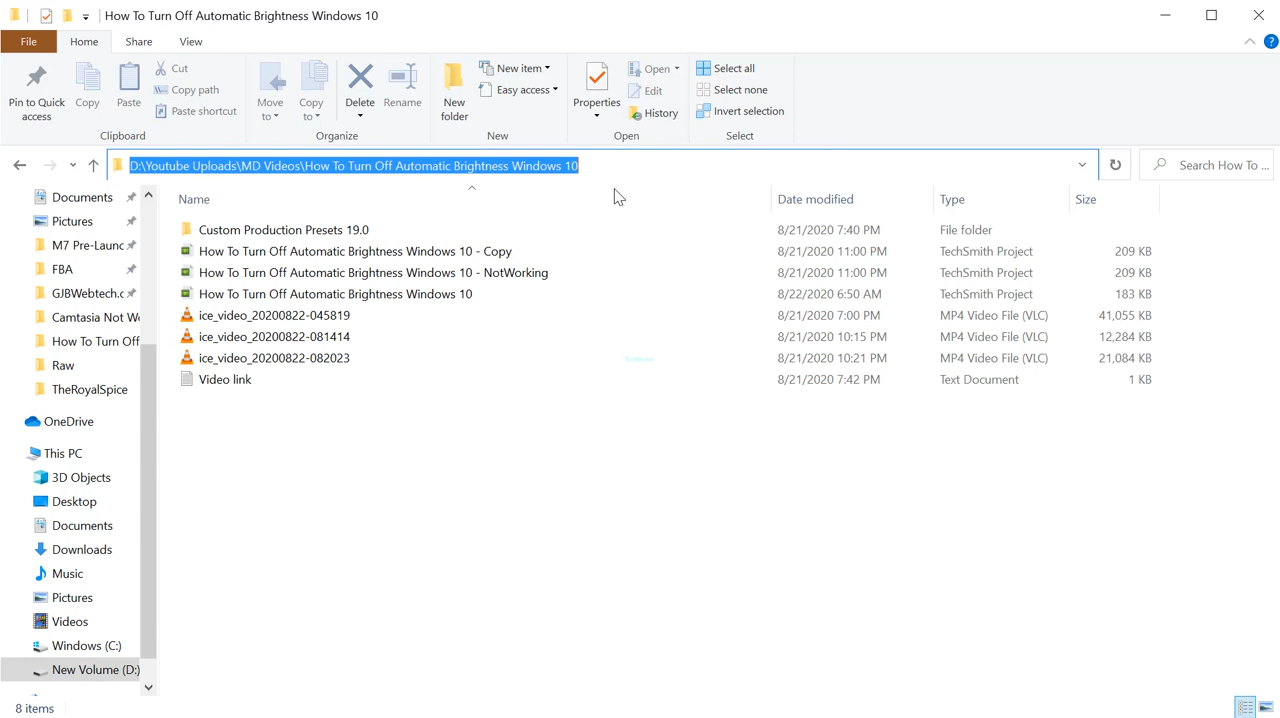 How To Turn Off Automatic Brightness Windows 10
File Home Share View
Pin to Quick access
Copy
Paste
Cut
Copy path
Paste shortcut
Clipboard
Move to
Copy to
Delete
Rename
Organize
New folder
New item
Easy access
New
Properties
Open
Edit
History
Open
Select all
Select none
Invert selection
Select
D:\Youtube Uploads\MD Videos\How To Turn Off Automatic Brightness Windows 10
Search How To ...
Documents
Pictures
M7 Pre-Launc
FBA
GJBWebtech.c
Camtasia Not W
How To Turn Off
Raw
TheRoyalSpice
OneDrive
This PC
3D Objects
Desktop
Documents
Downloads
Music
Pictures
Videos
Windows (C:)
New Volume (D:)
Name Date modified Type Size
Custom Production Presets 19.0 8/21/2020 7:40 PM File folder
How To Turn Off Automatic Brightness Windows 10 - Copy 8/21/2020 11:00 PM TechSmith Project 209 KB
How To Turn Off Automatic Brightness Windows 10 - NotWorking 8/21/2020 11:00 PM TechSmith Project 209 KB
How To Turn Off Automatic Brightness Windows 10 8/22/2020 6:50 AM TechSmith Project 183 KB
ice_video_20200822-045819 8/21/2020 7:00 PM MP4 Video File (VLC) 41,055 KB
ice_video_20200822-081414 8/21/2020 10:15 PM MP4 Video File (VLC) 12,284 KB
ice_video_20200822-082023 8/21/2020 10:21 PM MP4 Video File (VLC) 21,084 KB
Video link 8/21/2020 7:42 PM Text Document 1 KB
8 items